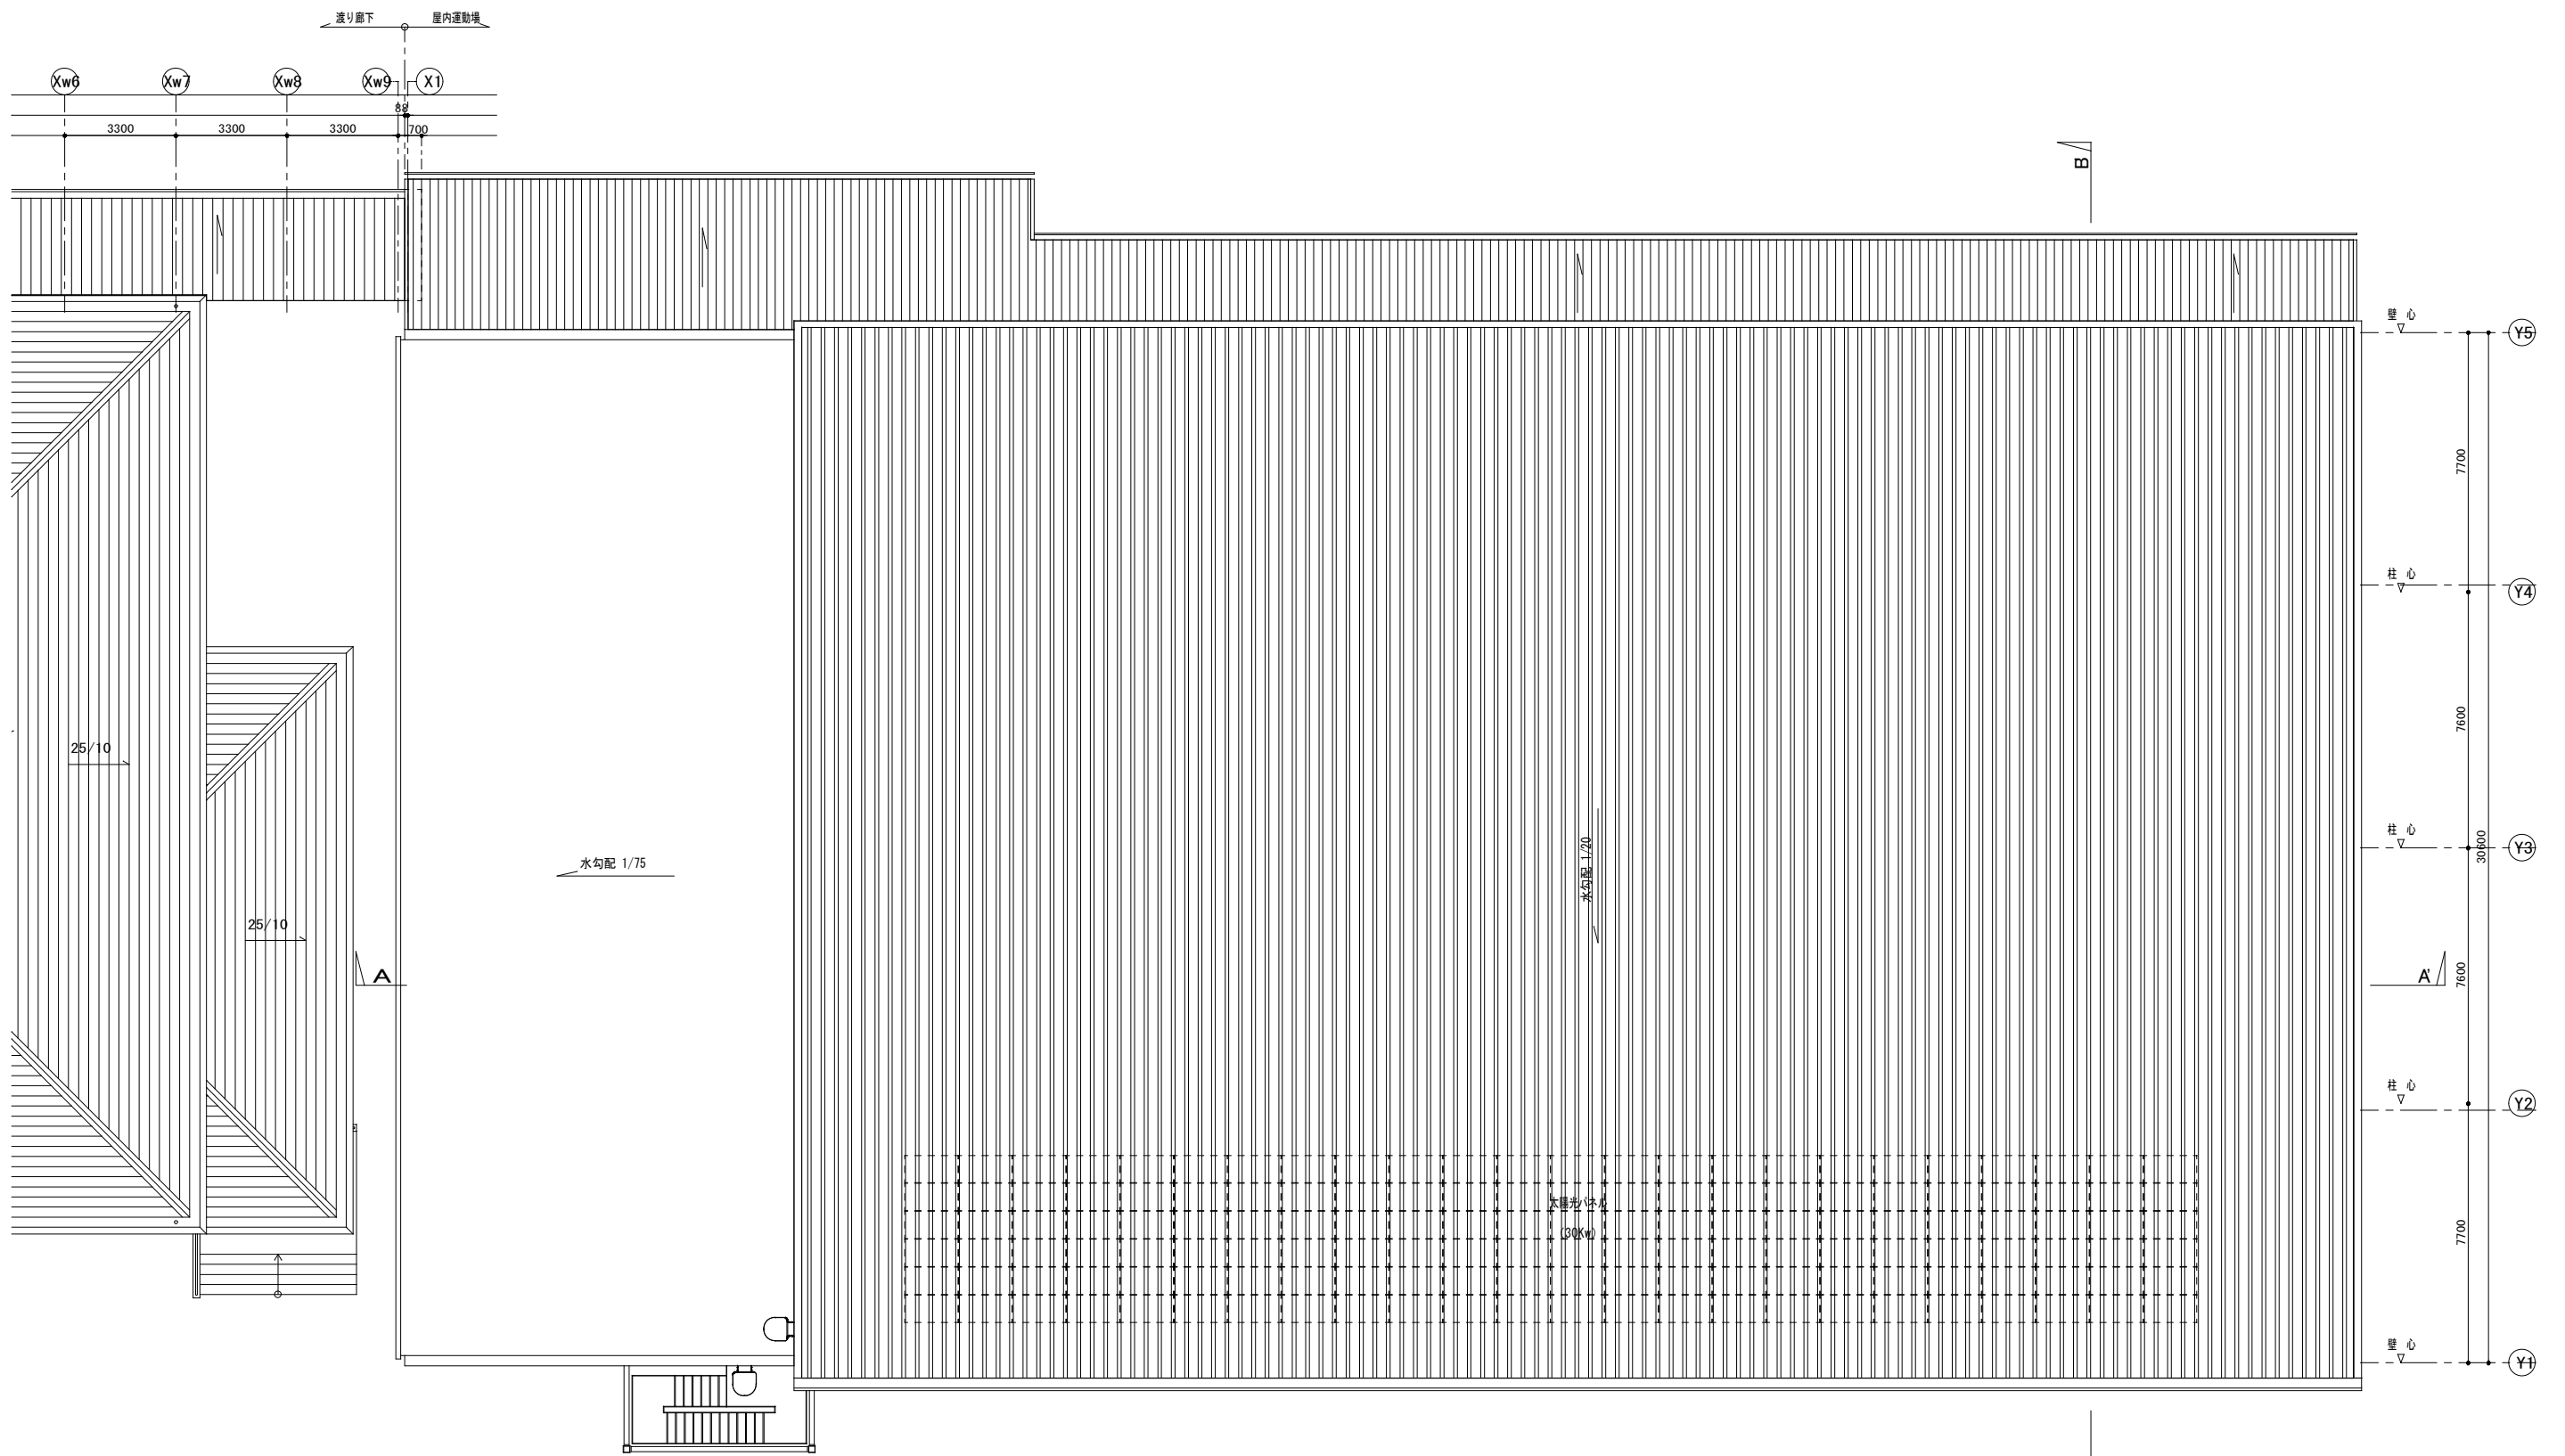 渡り廊下 屋内運動場
Xw6 Xw7 Xw8 Xw9 X1
88
3300 3300 3300 700
B
壁 心
Y5
7700
柱 心
Y4
7600
25/10
水勾配 1/75
水勾配 1/20
柱 心
Y3
30600
25/10
A
A'
7600
柱 心
Y2
太陽光パネル
(30Kw)
7700
壁 心
Y1